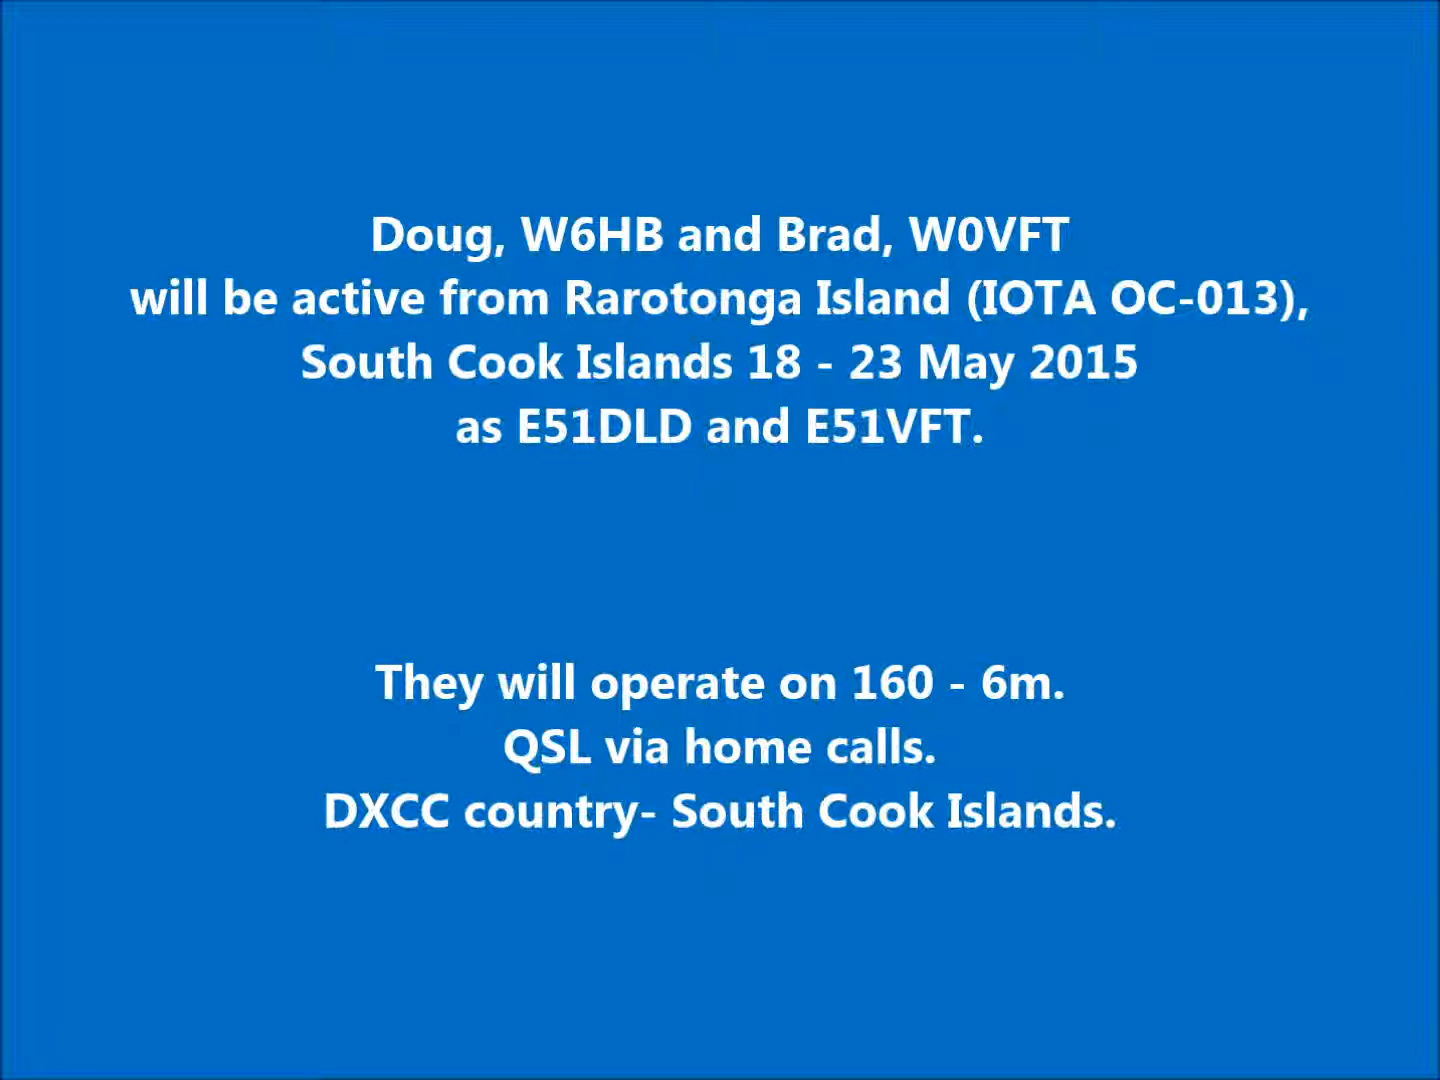 Doug, W6HB and Brad, W0VFT
will be active from Rarotonga Island (IOTA OC-013),
South Cook Islands 18 - 23 May 2015
as E51DLD and E51VFT.
They will operate on 160 - 6m.
QSL via home calls.
DXCC country- South Cook Islands.